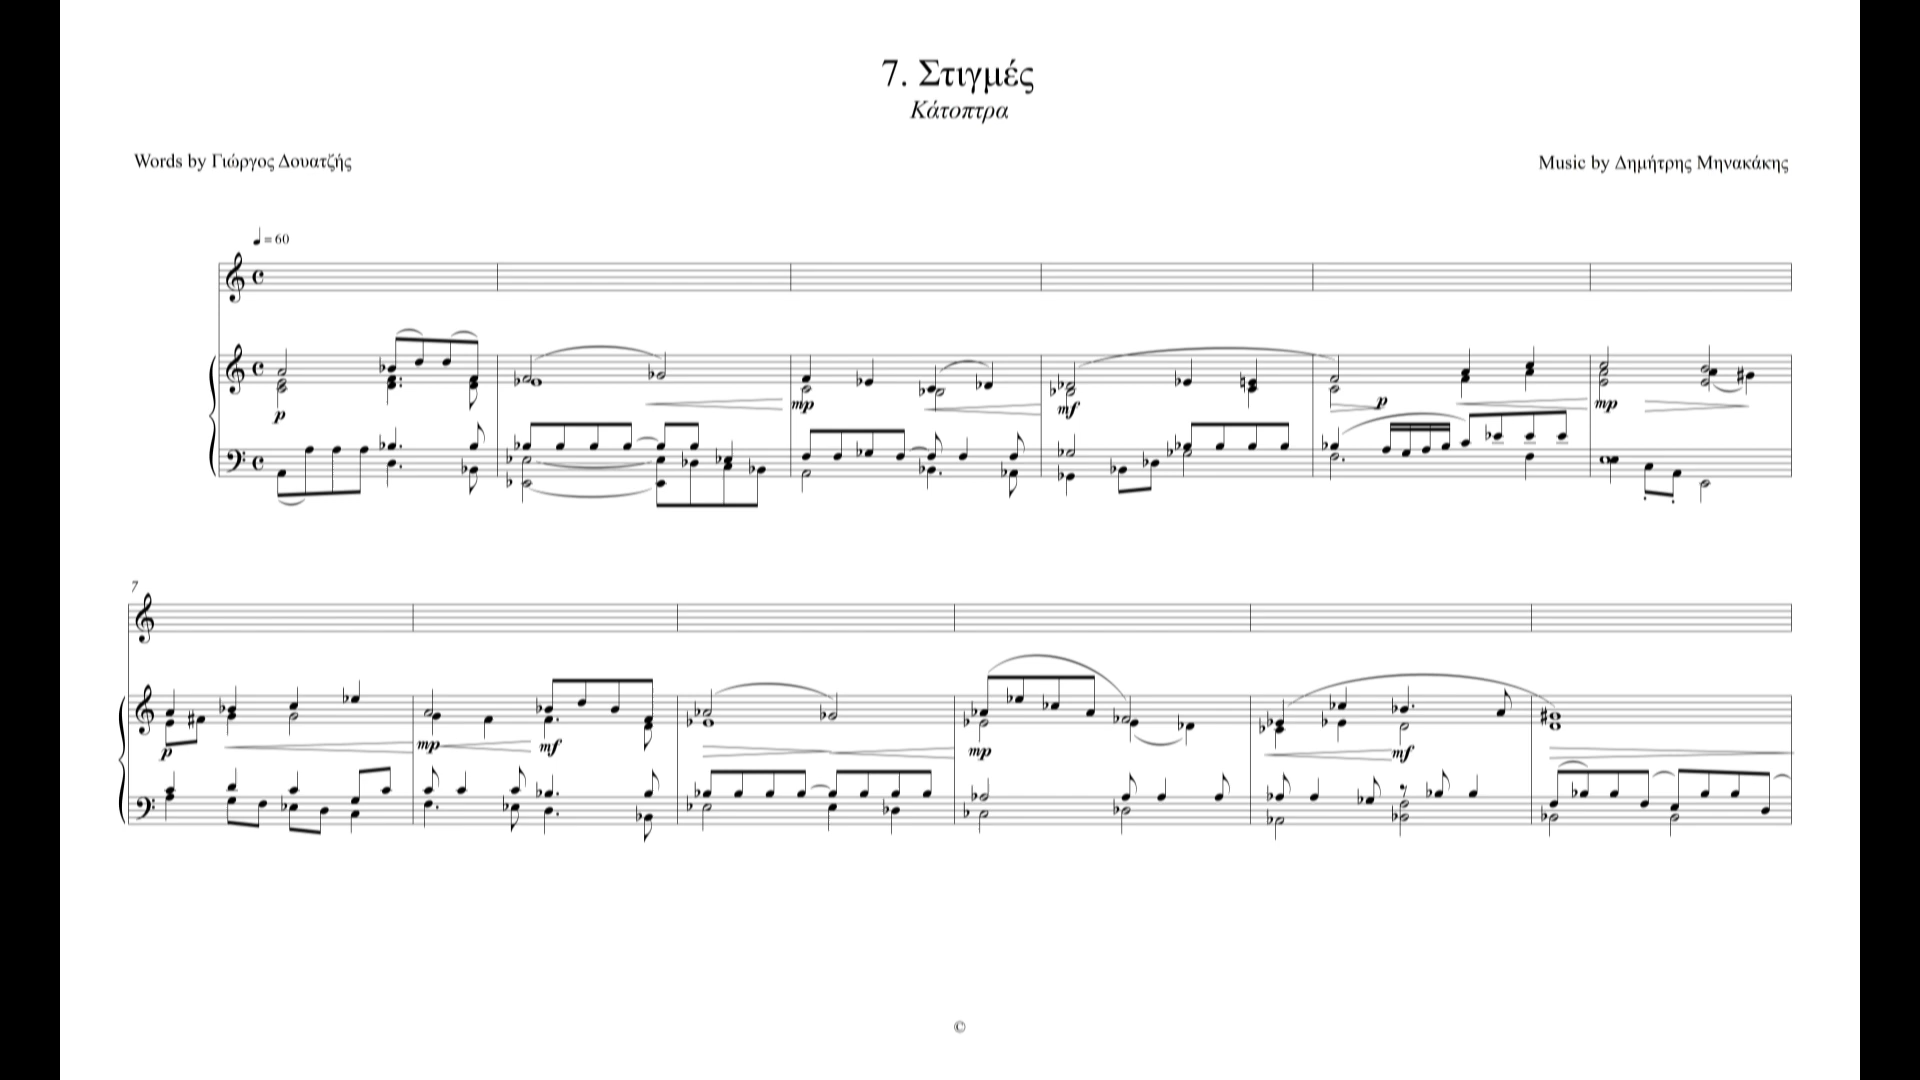 7. Στιγμές
Κάτοπτρα
Words by Γιώργος Δουατζής
Music by Δημήτρης Μηνακάκης
= 60
p
mp
mf
p
mp
7
p
mp
mf
mp
mf
©